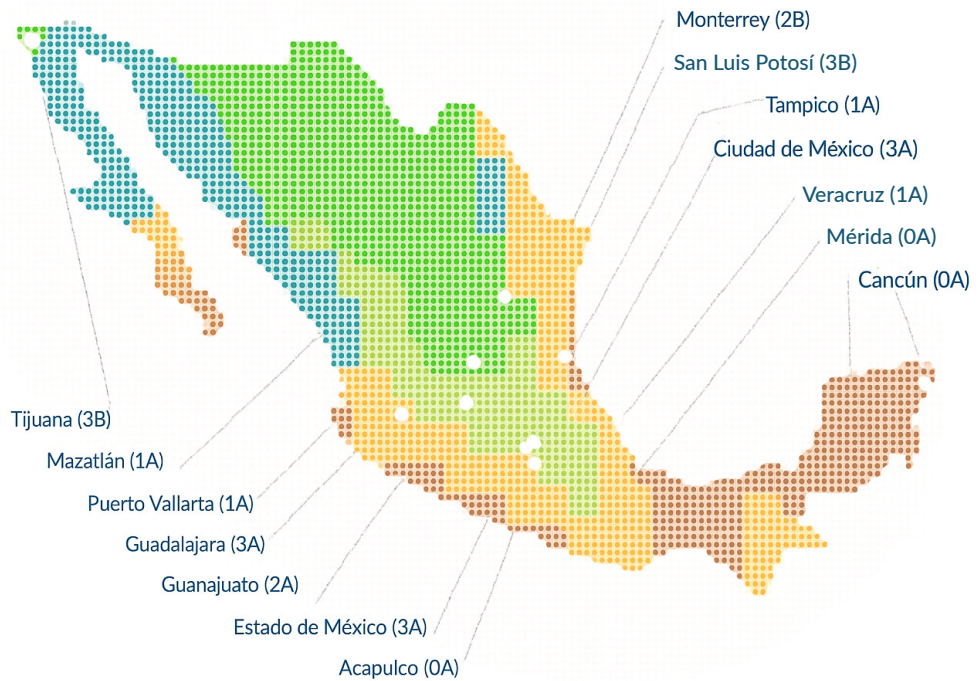 Monterrey (2B)
San Luis Potosí (3B)
Tampico (1A)
Ciudad de México (3A)
Veracruz (1A)
Mérida (0A)
Cancún (0A)
Tijuana (3B)
Mazatlán (1A)
Puerto Vallarta (1A)
Guadalajara (3A)
Guanajuato (2A)
Estado de México (3A)
Acapulco (0A)